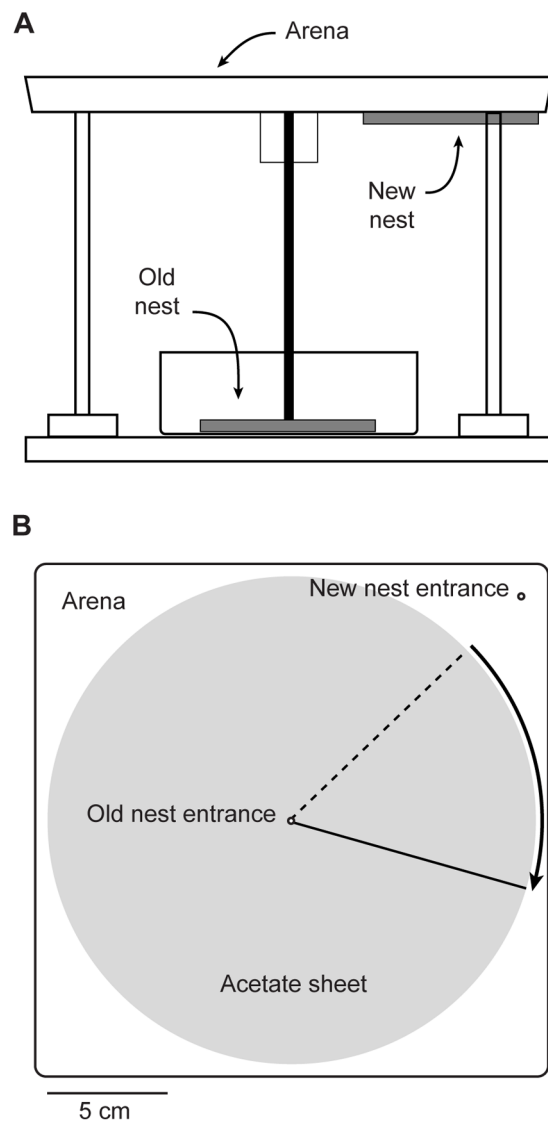 A
Arena
New
nest
Old
nest
B
New nest entrance
Arena
Old nest entrance
Acetate sheet
5 cm